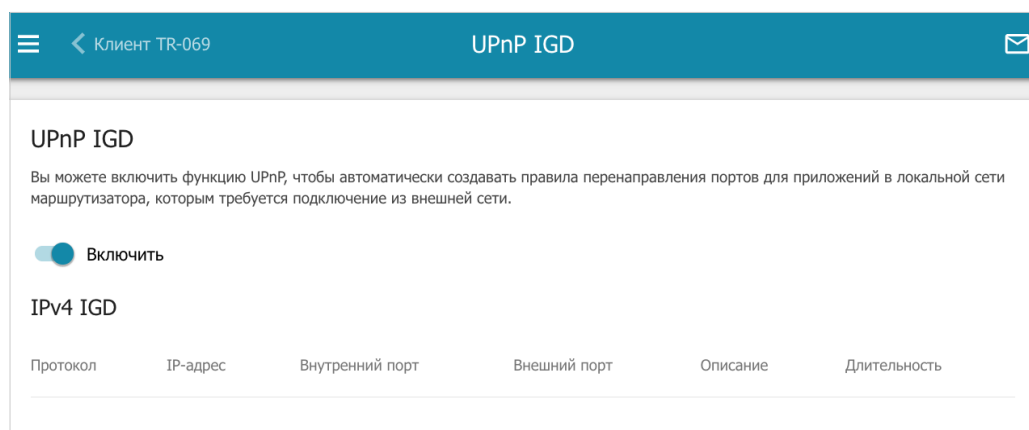 Клиент TR-069
UPnP IGD
UPnP IGD
Вы можете включить функцию UPnP, чтобы автоматически создавать правила перенаправления портов для приложений в локальной сети
маршрутизатора, которым требуется подключение из внешней сети.
Включить
IPv4 IGD
Протокол IP-адрес Внутренний порт Внешний порт Описание Длительность